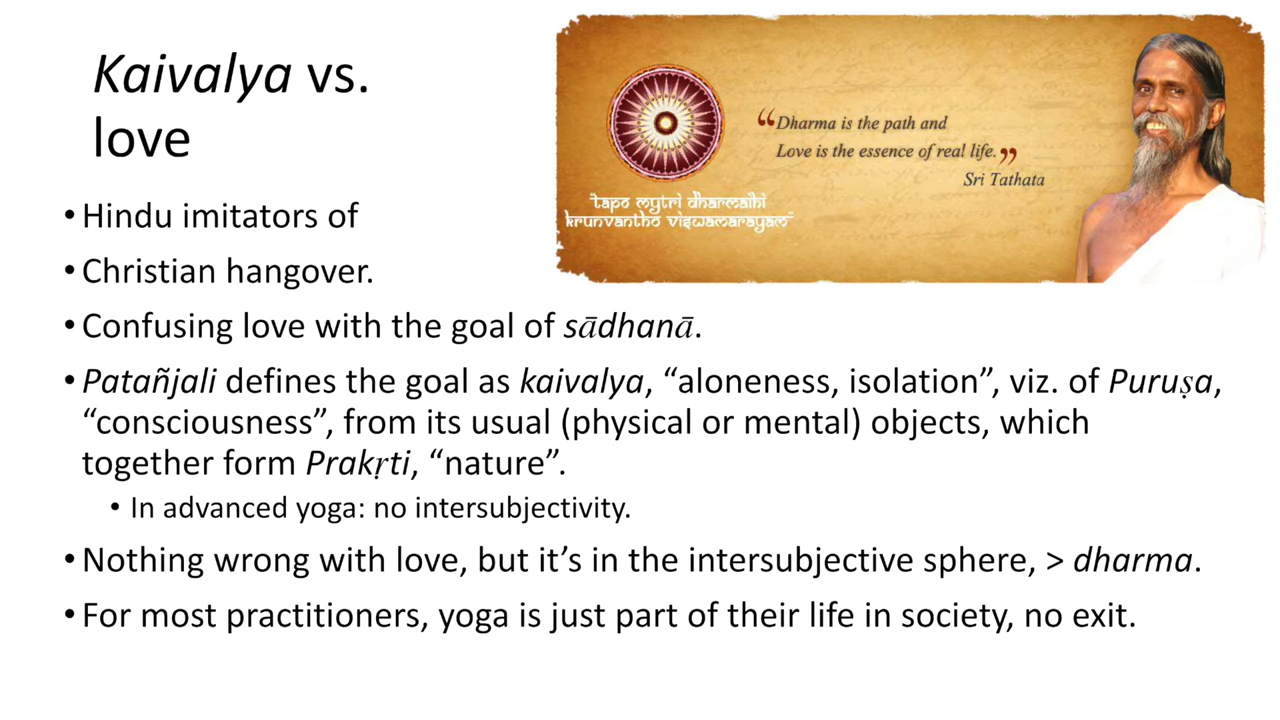 Kaivalya vs.
love
“Dharma is the path and
Love is the essence of real life.”
Sri Tathata
tapo mytri dharmaihi
krunvantho viswamarayam
• Hindu imitators of
• Christian hangover.
• Confusing love with the goal of sādhanā.
• Patañjali defines the goal as kaivalya, “aloneness, isolation”, viz. of Puruṣa,
“consciousness”, from its usual (physical or mental) objects, which
together form Prakṛti, “nature”.
• In advanced yoga: no intersubjectivity.
• Nothing wrong with love, but it’s in the intersubjective sphere, > dharma.
• For most practitioners, yoga is just part of their life in society, no exit.